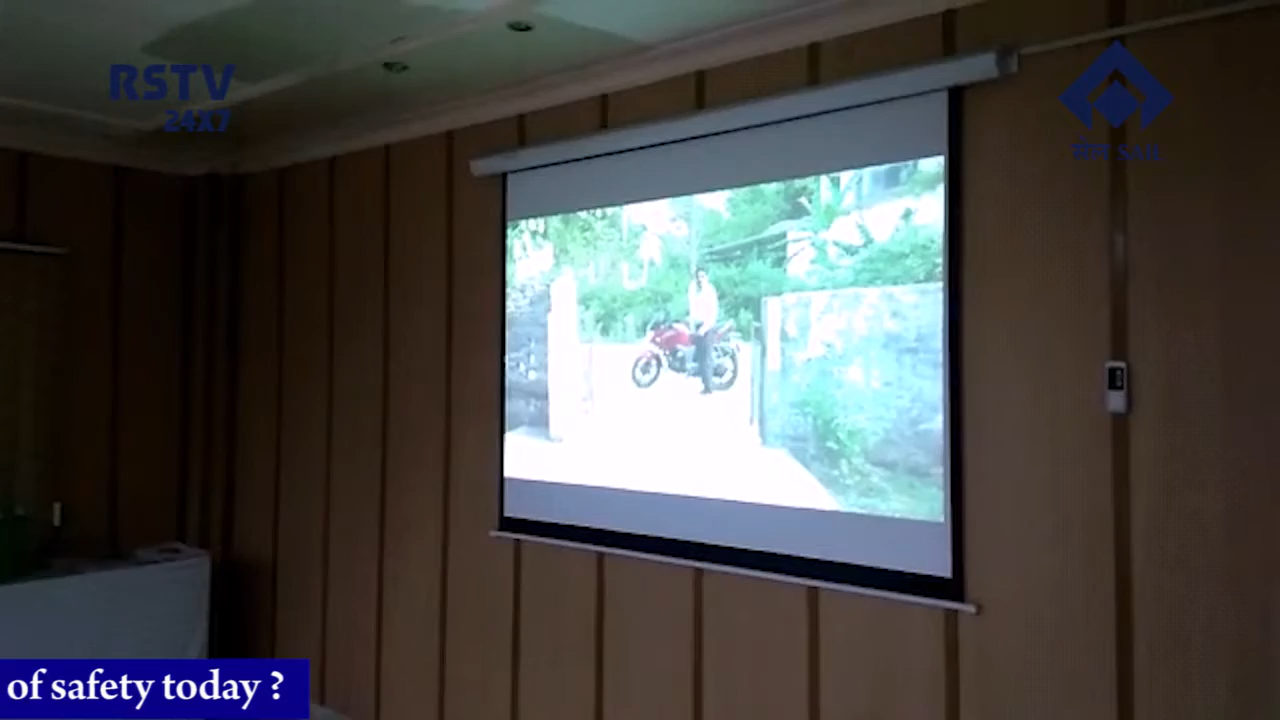 RSTV
24x7
सेल SAIL
of safety today ?